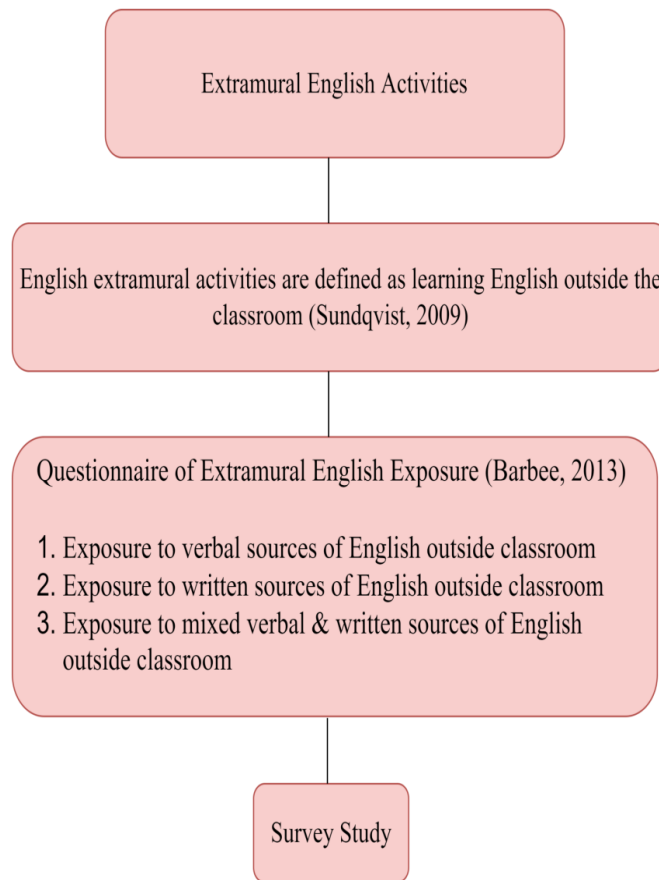 Extramural English Activities
English extramural activities are defined as learning English outside the
classroom (Sundqvist, 2009)
Questionnaire of Extramural English Exposure (Barbee, 2013)
1. Exposure to verbal sources of English outside classroom
2. Exposure to written sources of English outside classroom
3. Exposure to mixed verbal & written sources of English
outside classroom
Survey Study